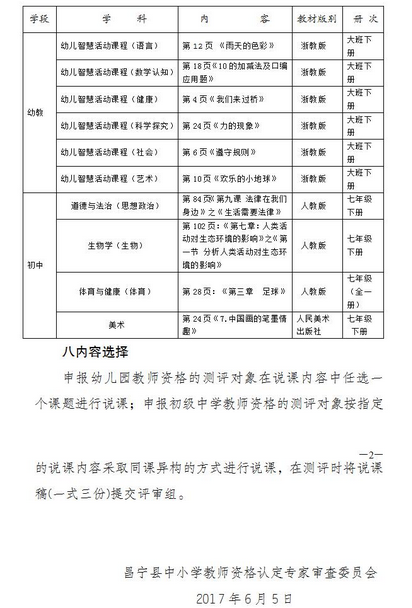 学段 学 科 内 容 教材版别 册 次
幼教
幼儿智慧活动课程（语言） 第12页 《雨天的色彩》 浙教版 大班下册
幼儿智慧活动课程（数学认知） 第18页《10的加减法及口编应用题》 浙教版 大班下册
幼儿智慧活动课程（健康） 第4页《我们来过桥》 浙教版 大班下册
幼儿智慧活动课程（科学探究） 第24页《力的现象》 浙教版 大班下册
幼儿智慧活动课程（社会） 第6页《遵守规则》 浙教版 大班下册
幼儿智慧活动课程（艺术） 第10页《欢乐的小地球》 浙教版 大班下册
初中
道德与法治（思想政治） 第84页《第九课 法律在我们身边》之《生活需要法律》 人教版 七年级下册
生物学（生物） 第102页：《第七章：人类活动对生态环境的影响》之《第一节 分析人类活动对生态环境的影响》 人教版 七年级下册
体育与健康（体育） 第28页：《第三章 足球》 人教版 七年级（全一册）
美术 第24页《7.中国画的笔墨情趣》 人民美术出版社 七年级下册
八内容选择
申报幼儿园教师资格的测评对象在说课内容中任选一
个课题进行说课；申报初级中学教师资格的测评对象按指定
—2—
的说课内容采取同课异构的方式进行说课，在测评时将说课
稿(一式三份)提交评审组。
昌宁县中小学教师资格认定专家审查委员会
2017年6月5日